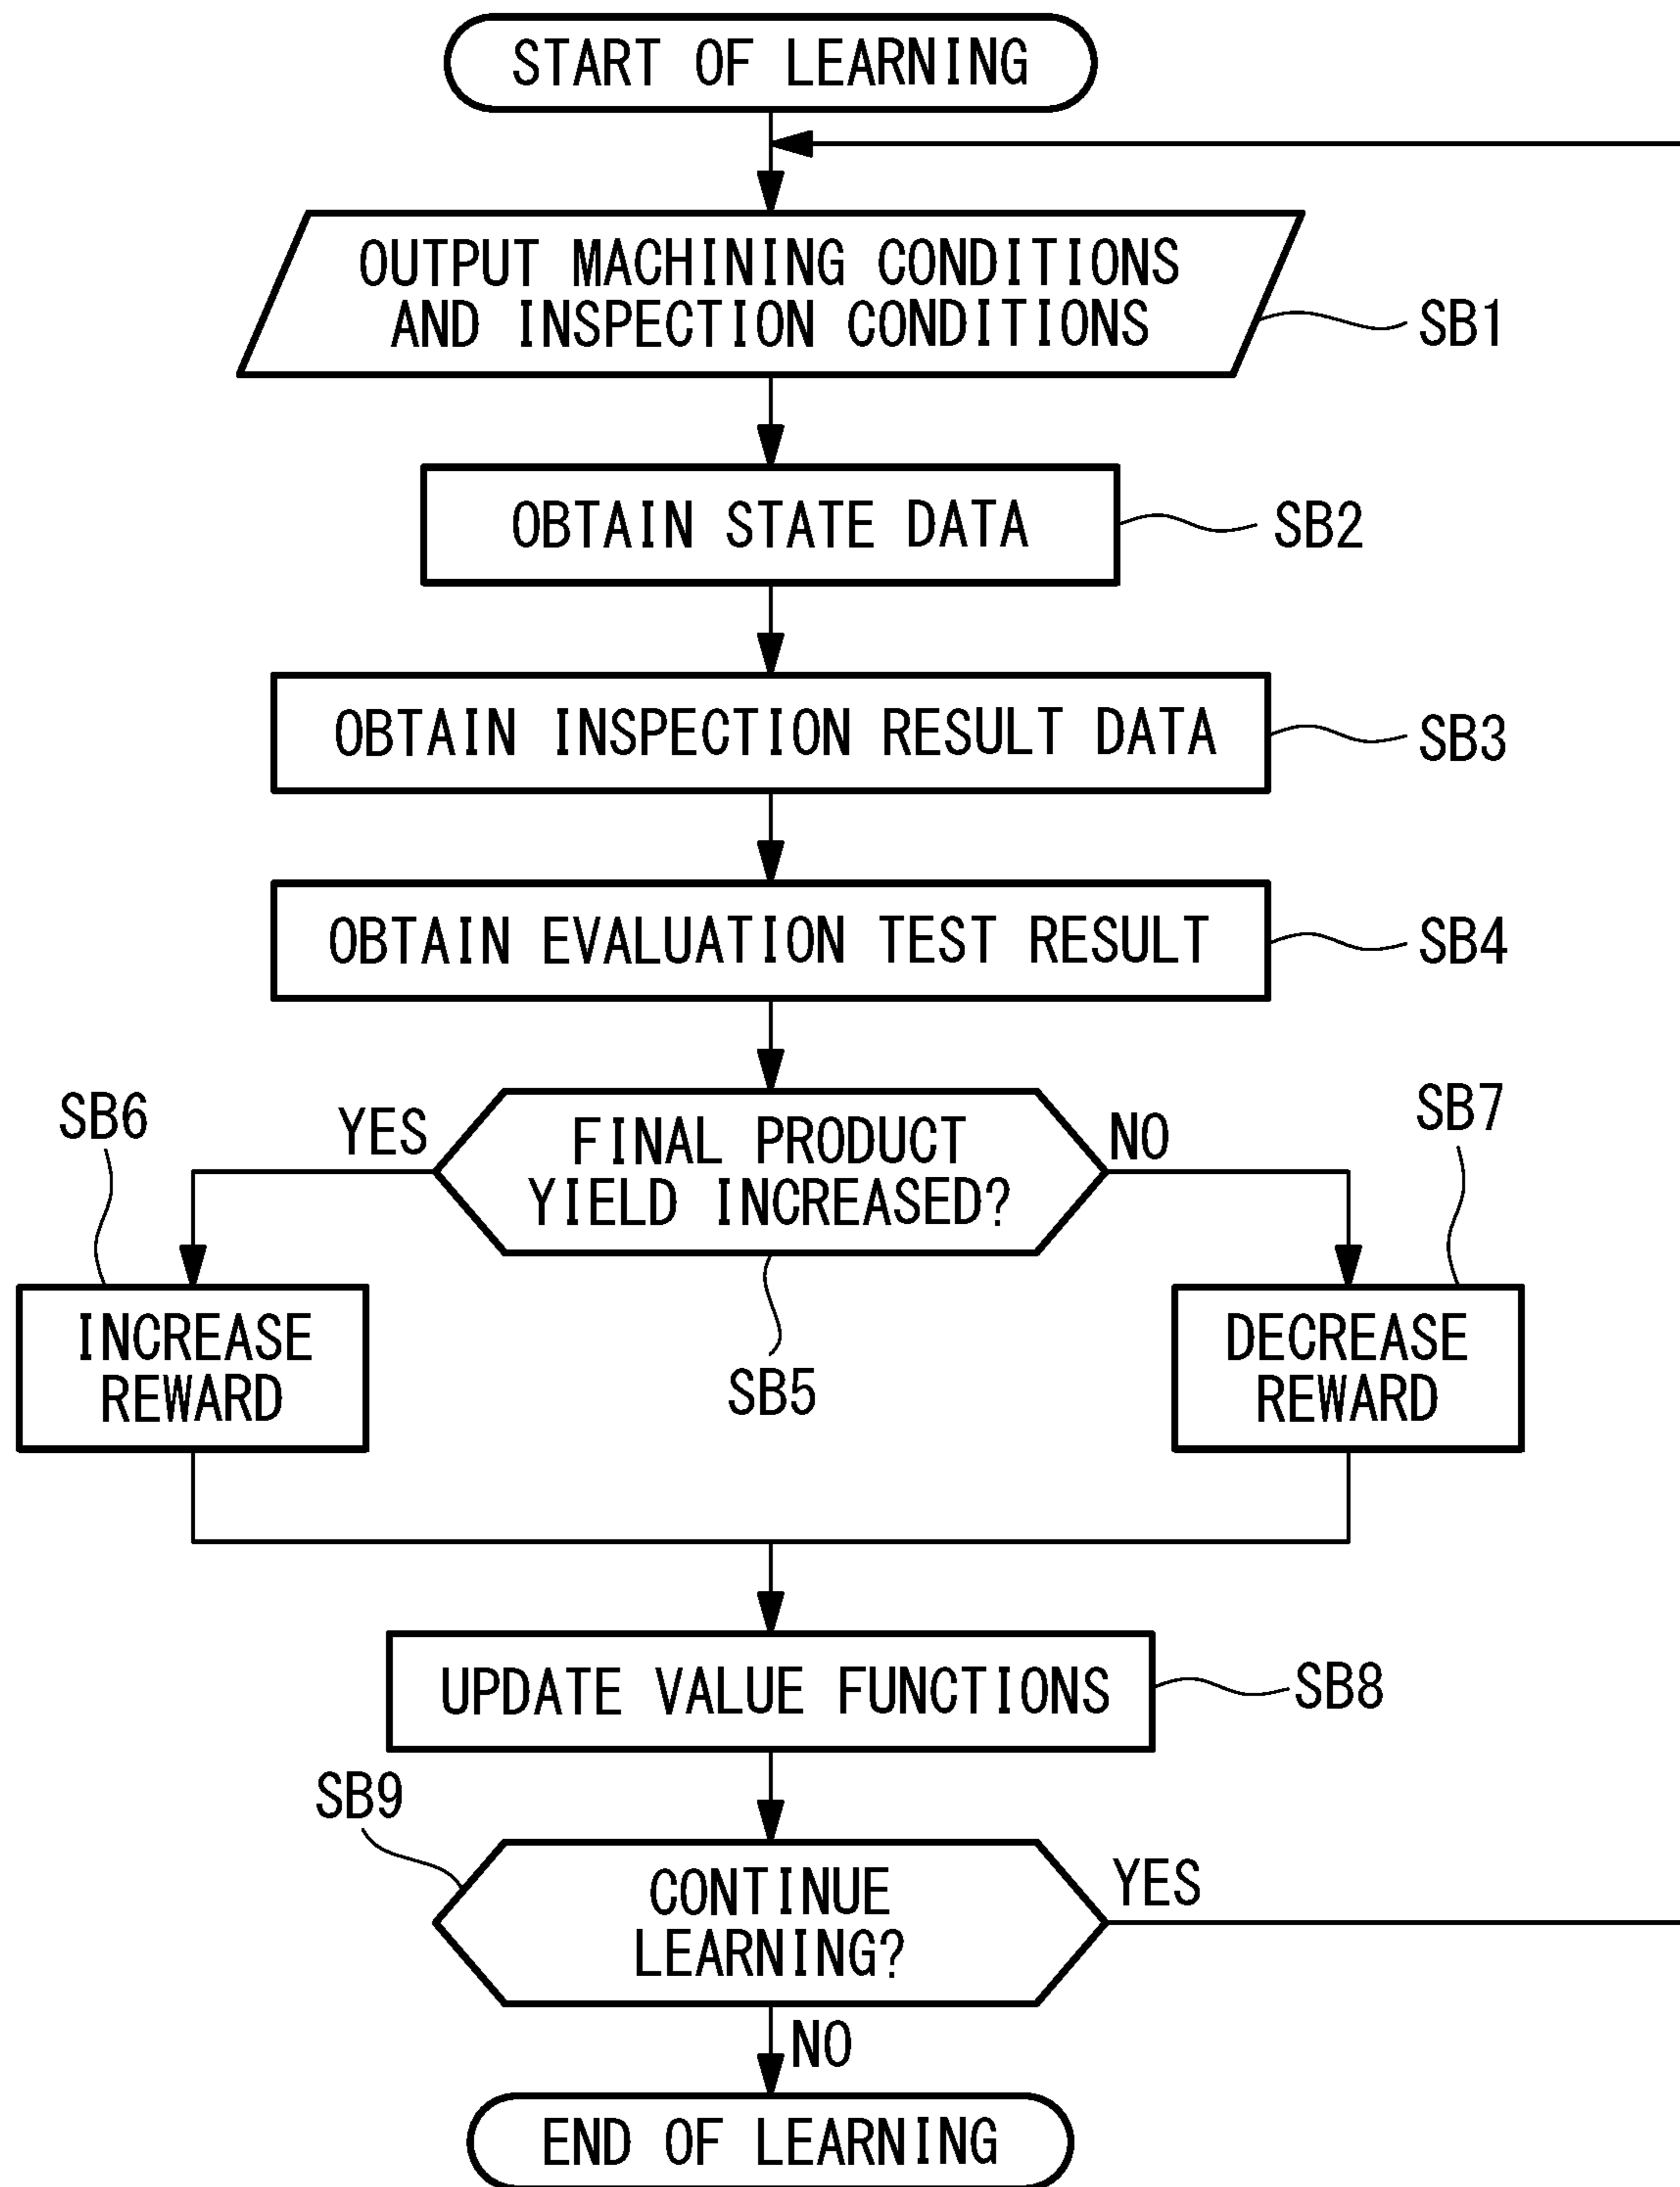 START OF LEARNING
OUTPUT MACHINING CONDITIONS
AND INSPECTION CONDITIONS
SB1
OBTAIN STATE DATA
SB2
OBTAIN INSPECTION RESULT DATA
SB3
OBTAIN EVALUATION TEST RESULT
SB4
SB6
YES
FINAL PRODUCT
YIELD INCREASED?
NO
SB7
INCREASE
REWARD
SB5
DECREASE
REWARD
UPDATE VALUE FUNCTIONS
SB8
SB9
CONTINUE
LEARNING?
YES
NO
END OF LEARNING